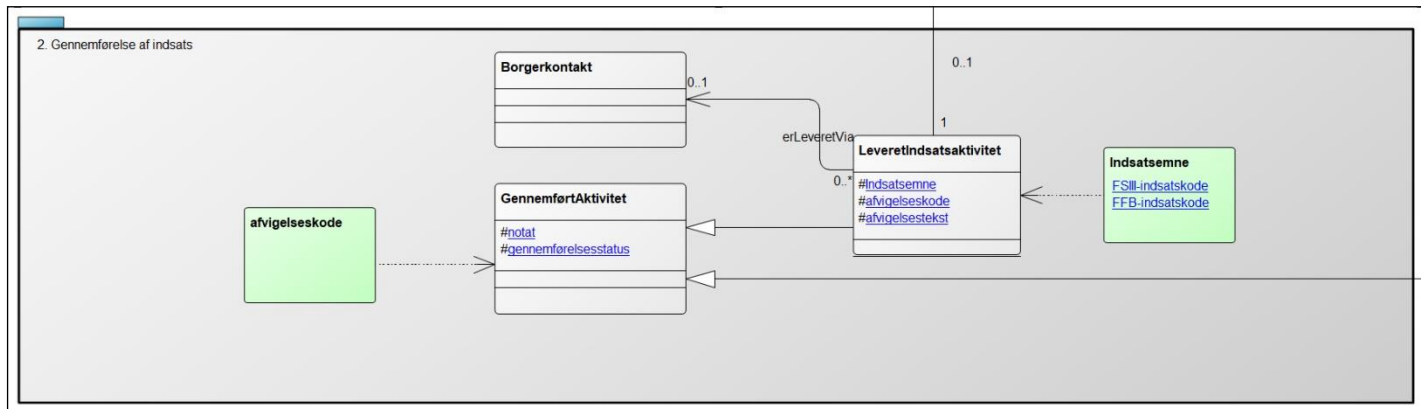 2. Gennemførelse af indsats
Borgerkontakt
0..1
0..1
erLeveretVia
1
LeveretIndsatsaktivitet
0..*
#Indsatsemne
#afvigelseskode
#afvigelsestekst
Indsatsemne
FSIII-indsatskode
FFB-indsatskode
GennemførtAktivitet
#notat
#gennemførelsesstatus
afvigelseskode